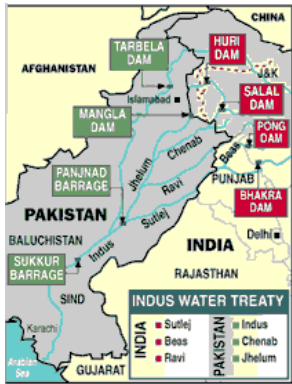 CHINA
AFGHANISTAN
TARBELA
DAM
HURI
DAM
J&K
Islamabad
MANGLA
DAM
SALAL
DAM
PONG
DAM
Jhelum
Chenab
Beas
PANJNAD
BARRAGE
Ravi
PUNJAB
BHAKRA
DAM
PAKISTAN
Sutlej
BALUCHISTAN
Indus
INDIA
Delhi
SUKKUR
BARRAGE
RAJASTHAN
SIND
Karachi
Arabian
Sea
GUJARAT
INDUS WATER TREATY
INDIA
Sutlej
Beas
Ravi
PAKISTAN
Indus
Chenab
Jhelum